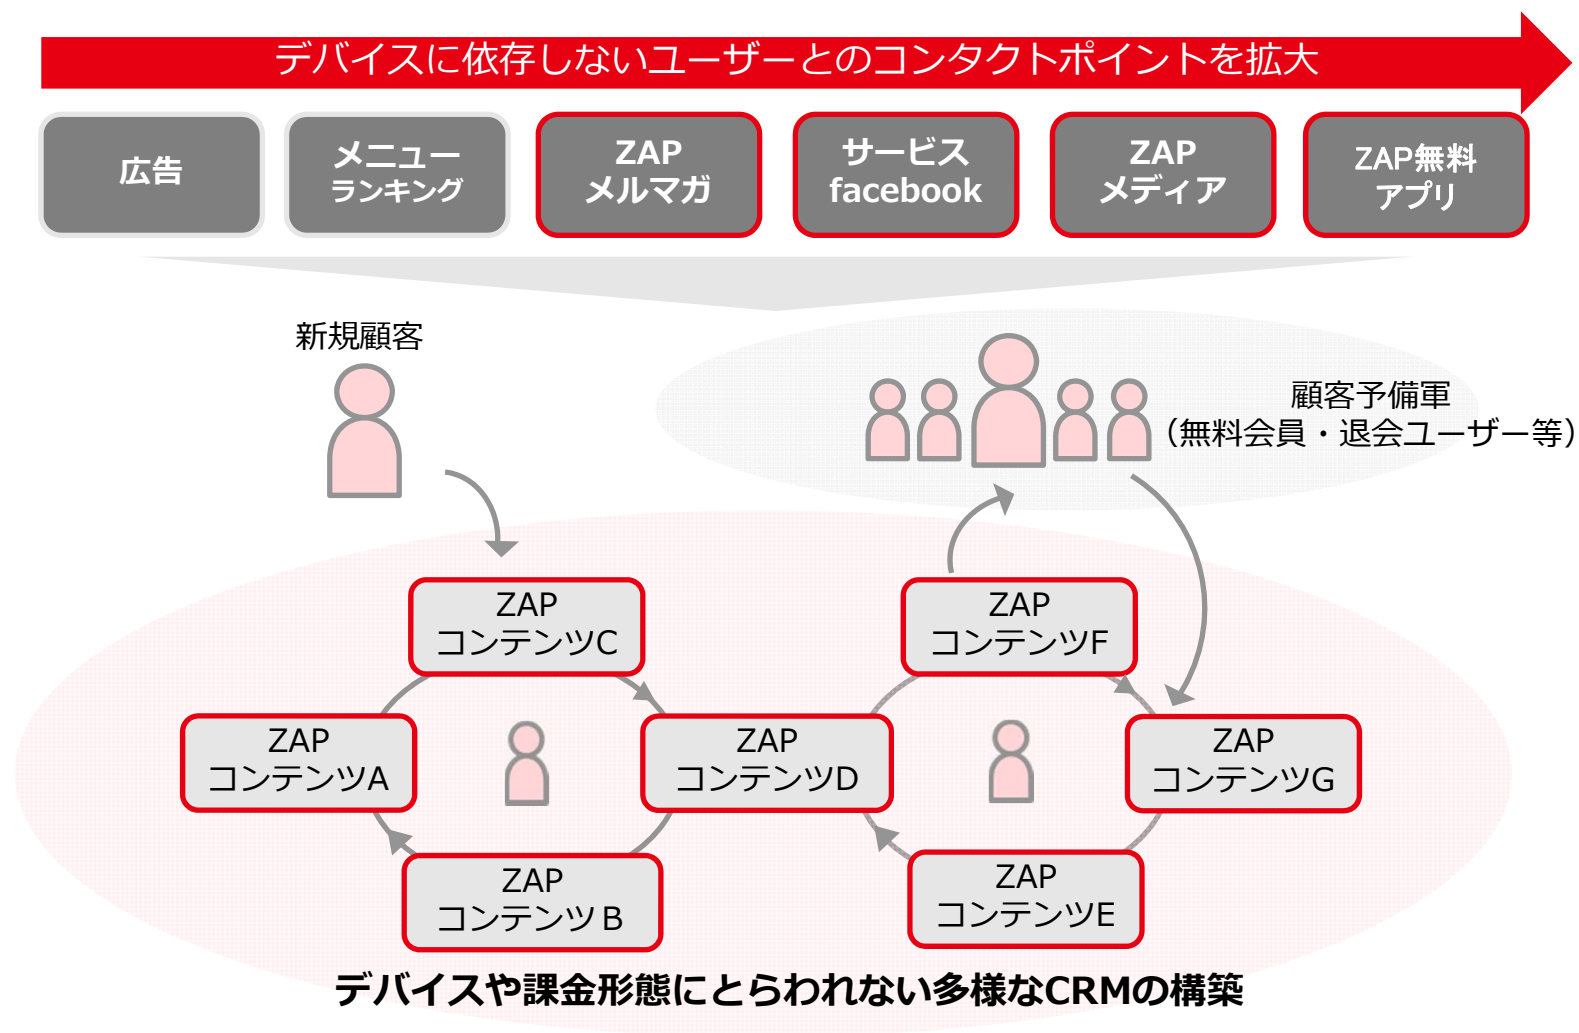 デバイスに依存しないユーザーとのコンタクトポイントを拡大
広告
メニュー
ランキング
ZAP
メルマガ
サービス
facebook
ZAP
メディア
ZAP無料
アプリ
新規顧客
顧客予備軍
（無料会員・退会ユーザー等）
ZAP
コンテンツC
ZAP
コンテンツF
ZAP
コンテンツA
ZAP
コンテンツD
ZAP
コンテンツG
ZAP
コンテンツB
ZAP
コンテンツE
デバイスや課金形態にとらわれない多様なCRMの構築